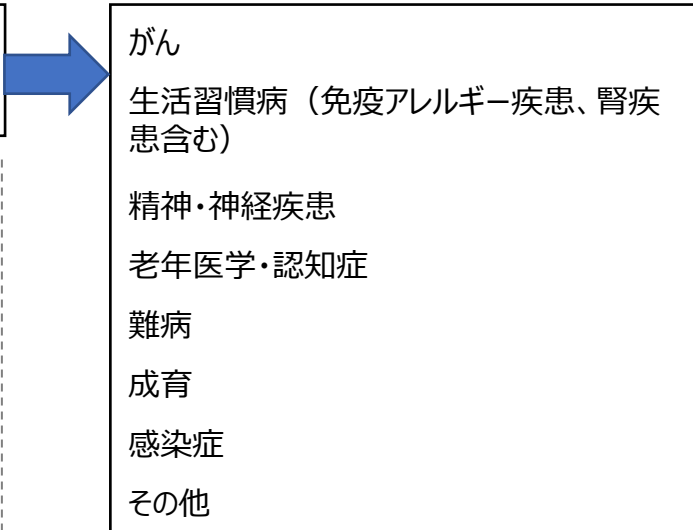 がん
生活習慣病（免疫アレルギー疾患、腎疾
患含む）
精神・神経疾患
老年医学・認知症
難病
成育
感染症
その他